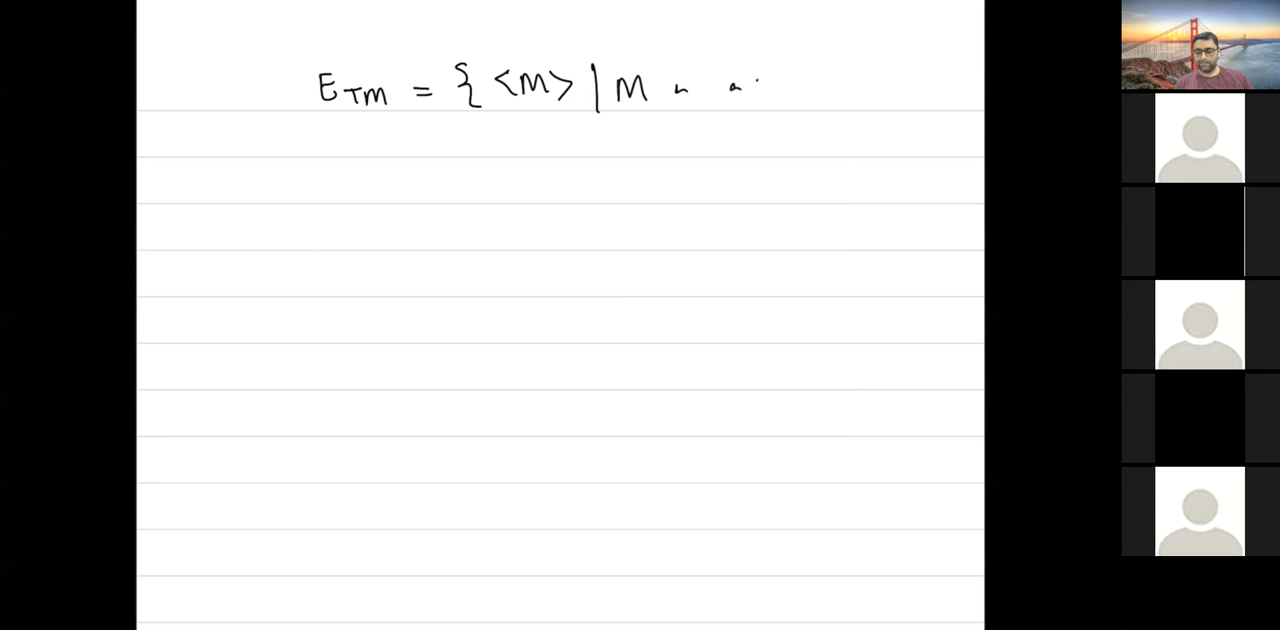 E_TM = { <M> | M